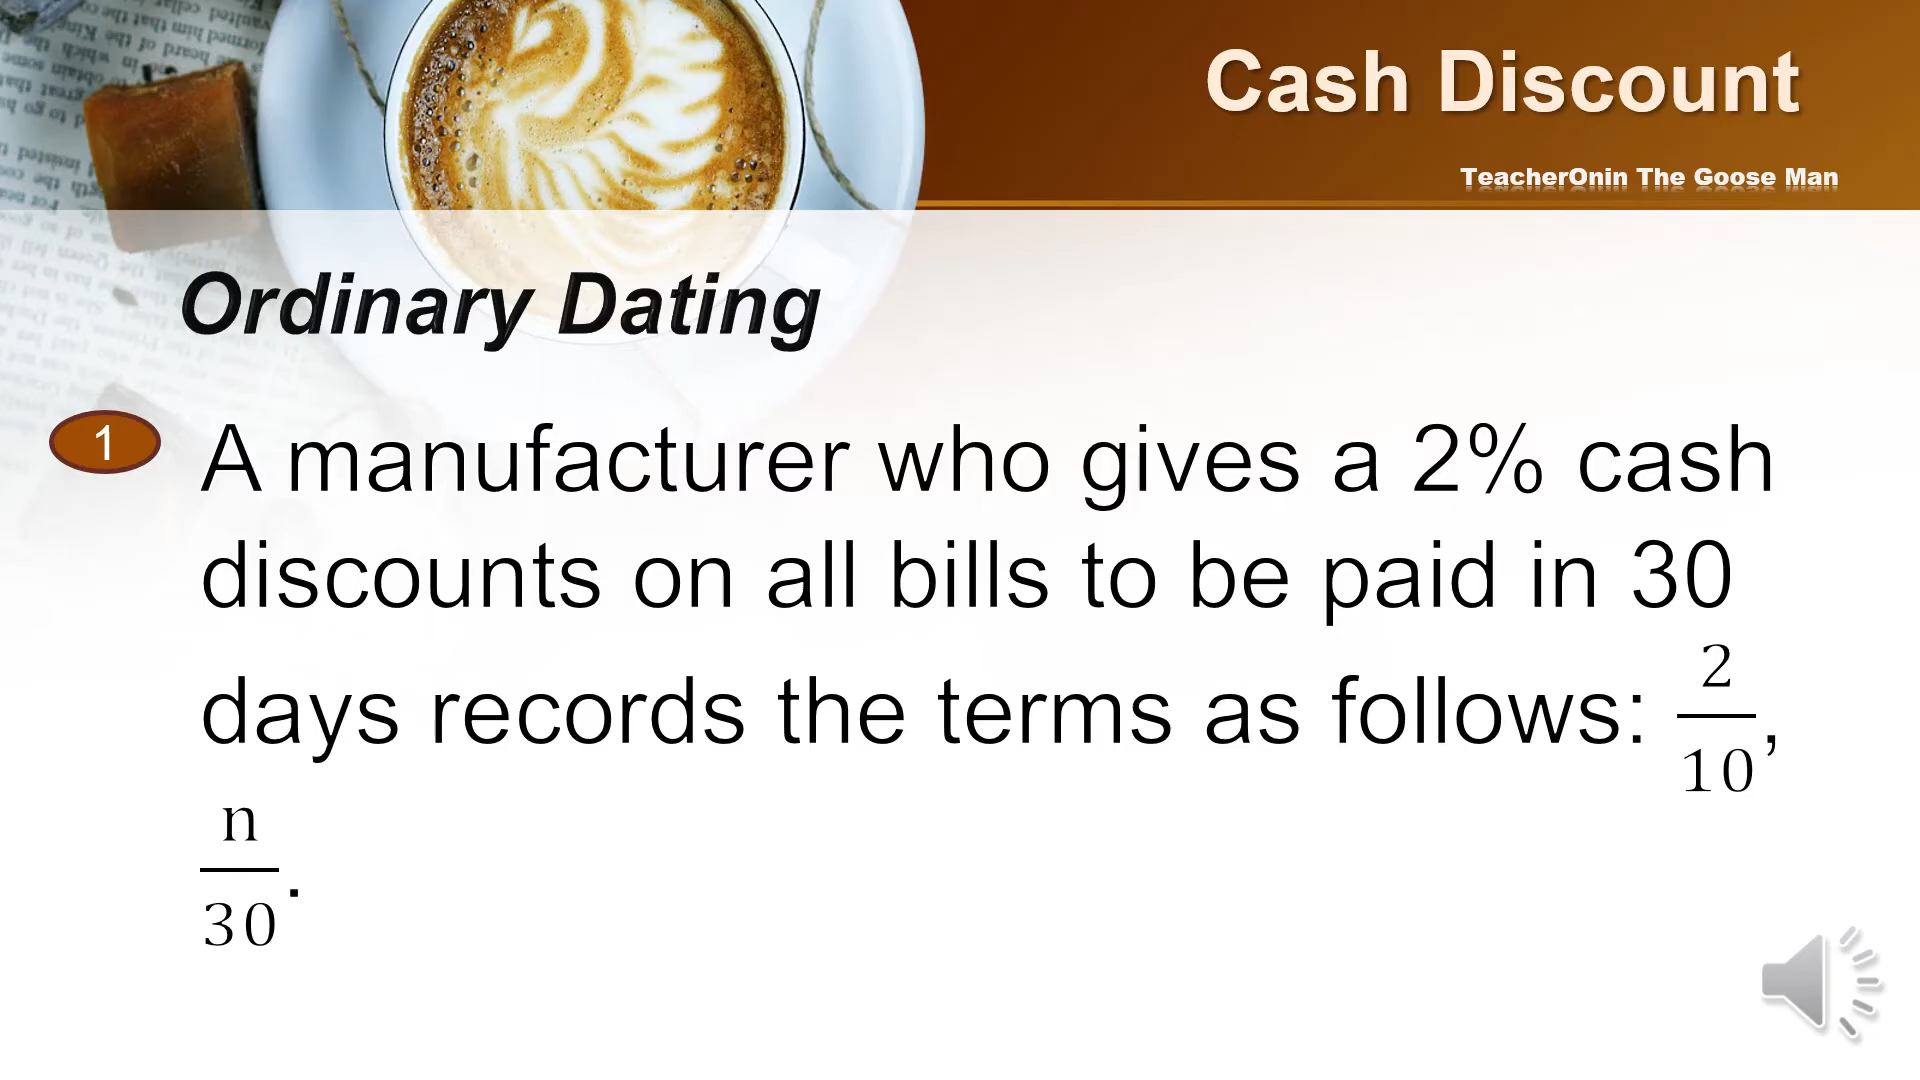 Cash Discount
TeacherOnin The Goose Man
Ordinary Dating
1
A manufacturer who gives a 2% cash
discounts on all bills to be paid in 30
days records the terms as follows: 2/10,
n/30.